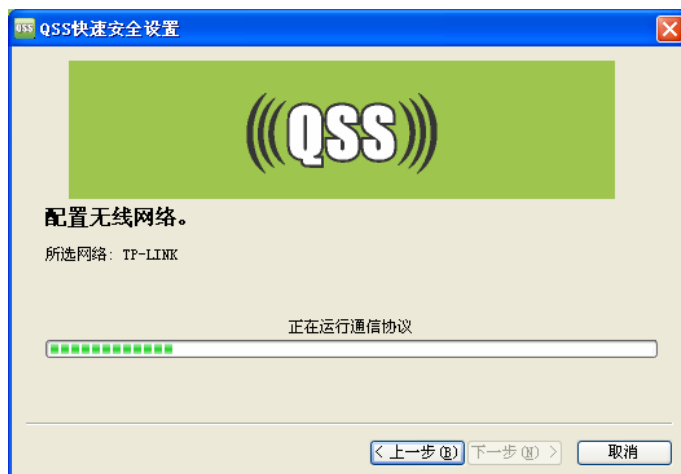 QSS QSS快速安全设置
(((QSS)))
配置无线网络。
所选网络: TP-LINK
正在运行通信协议
< 上一步(B) 下一步(N) > 取消